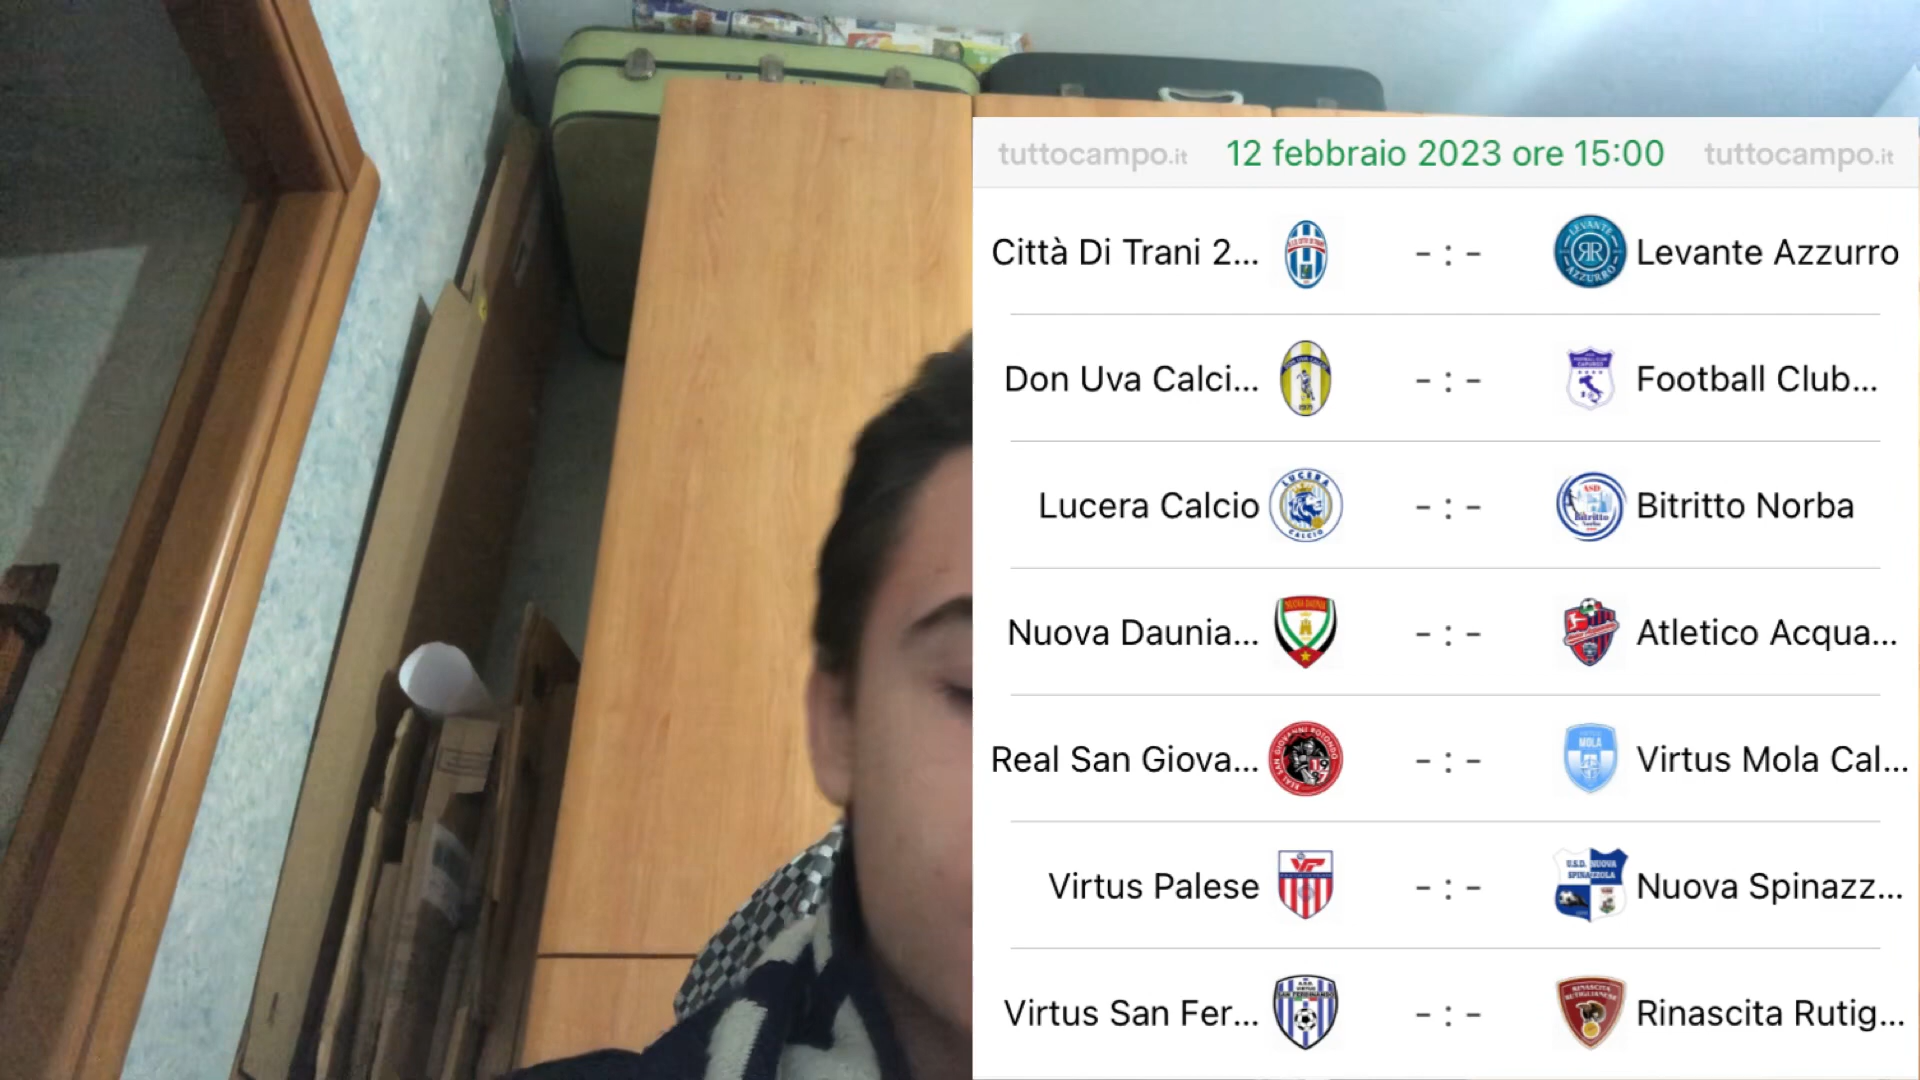 tuttocampo.it 12 febbraio 2023 ore 15:00 tuttocampo.it
Città Di Trani 2... - : - Levante Azzurro
Don Uva Calci... - : - Football Club...
Lucera Calcio - : - Bitritto Norba
Nuova Daunia... - : - Atletico Acqua...
Real San Giova... - : - Virtus Mola Cal...
Virtus Palese - : - Nuova Spinazz...
Virtus San Fer... - : - Rinascita Rutig...